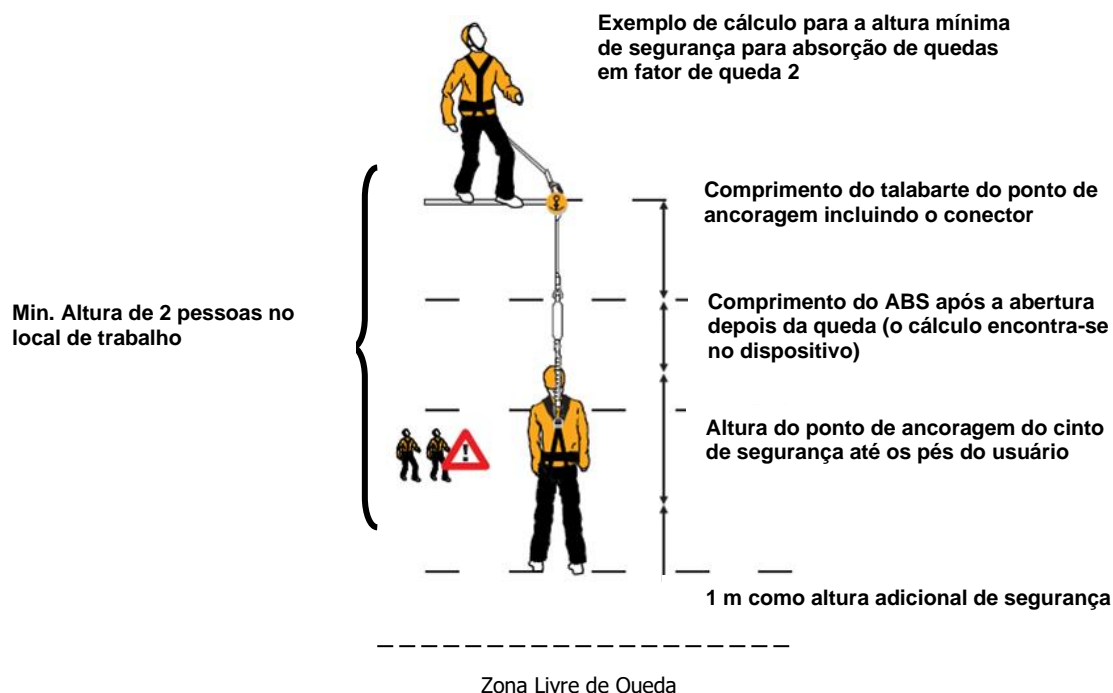 Exemplo de cálculo para a altura mínima
de segurança para absorção de quedas
em fator de queda 2
Comprimento do talabarte do ponto de
ancoragem incluindo o conector
Min. Altura de 2 pessoas no
local de trabalho
Comprimento do ABS após a abertura
depois da queda (o cálculo encontra-se
no dispositivo)
Altura do ponto de ancoragem do cinto
de segurança até os pés do usuário
!
1 m como altura adicional de segurança
Zona Livre de Queda